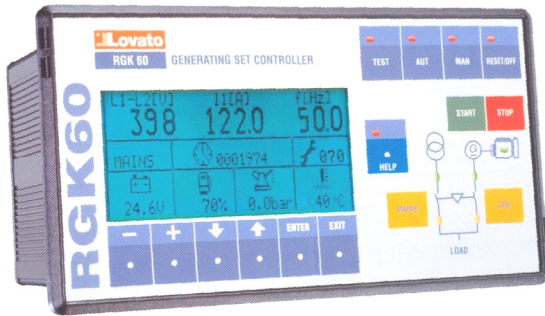 Lovato
RGK 60 GENERATING SET CONTROLLER
RGK60
L1-L2[V] I1[A] f[Hz]
398 122.0 50.0
MAINS 0001974 070
24.6V 70% 0.0bar 40°C
- + ENTER EXIT
TEST AUT MAN RESET/OFF
START STOP
HELP
G
MAINS
LOAD